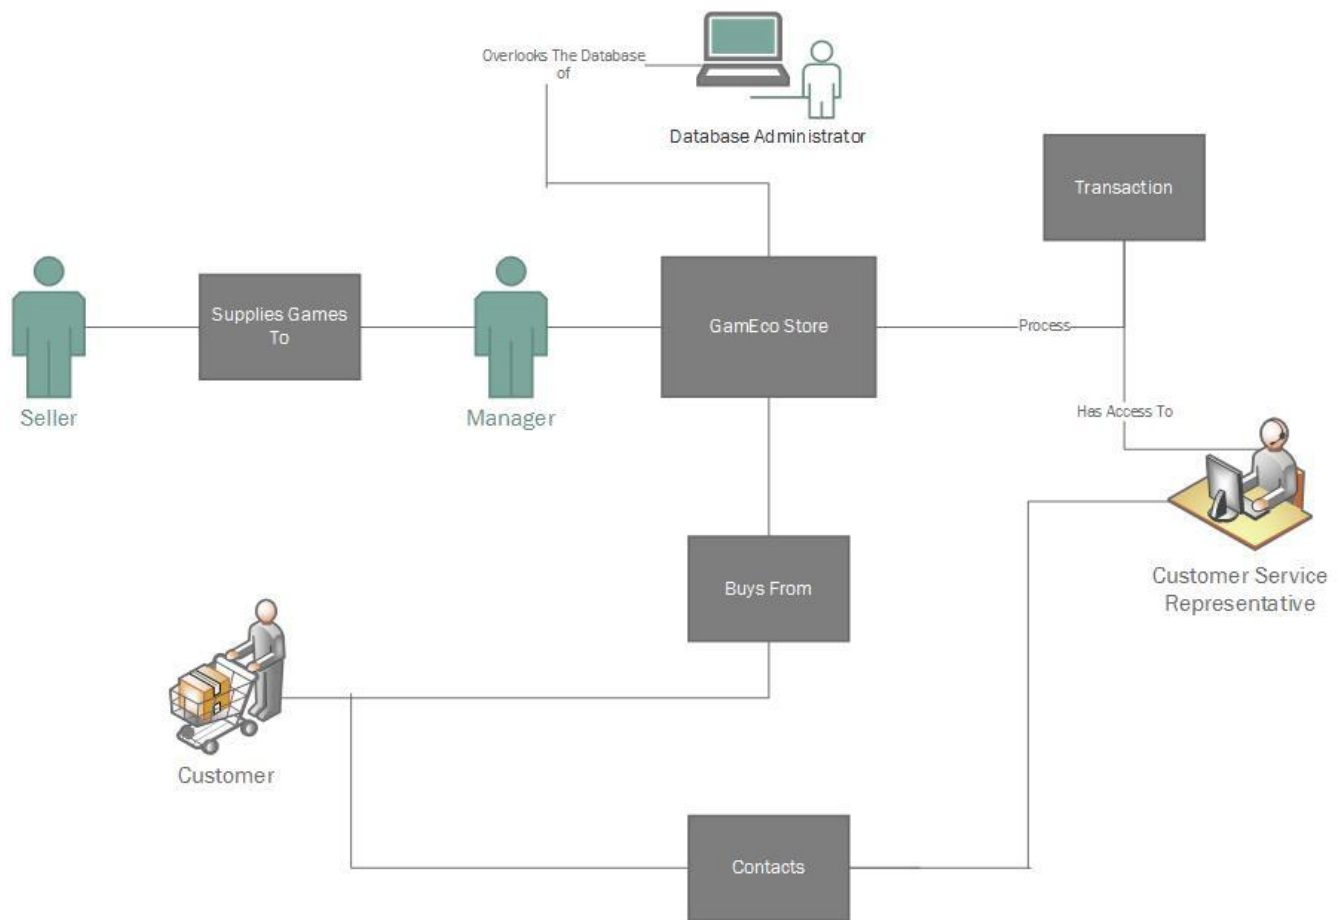 Overlooks The Database
of
Database Administrator
Transaction
Supplies Games
To
GamEco Store
Process
Seller
Manager
Has Access To
Buys From
Customer Service
Representative
Customer
Contacts